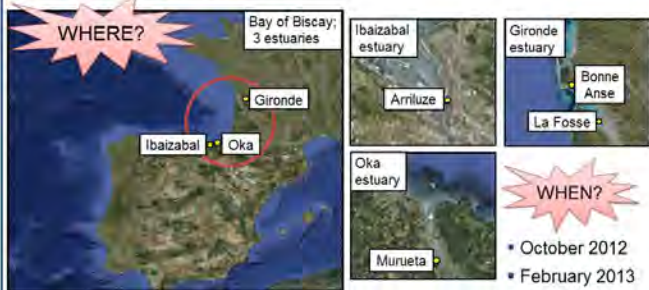 WHERE?
Bay of Biscay;
3 estuaries
Gironde
Ibaizabal
Oka
Ibaizabal
estuary
Arriluze
Gironde
estuary
Bonne
Anse
La Fosse
Oka
estuary
Murueta
WHEN?
• October 2012
• February 2013